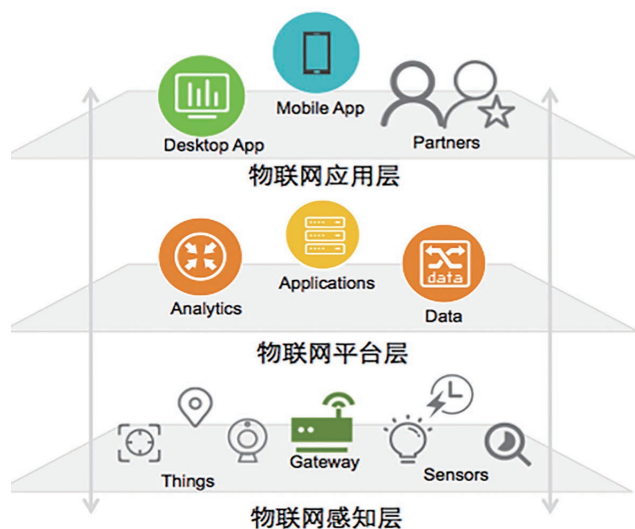 Mobile App
Desktop App
Partners
物联网应用层
Applications
Analytics
data
Data
物联网平台层
Gateway
Things
Sensors
物联网感知层